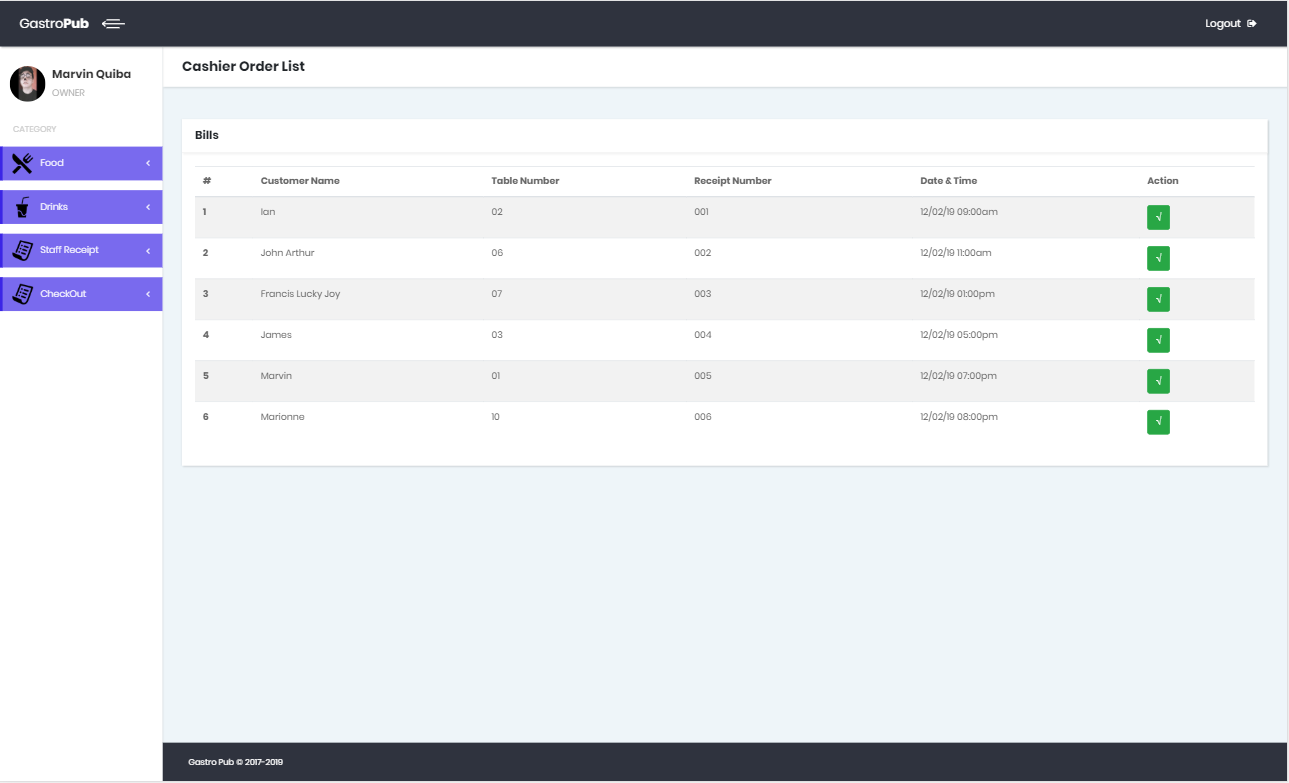 GastroPub
Logout
Marvin Quiba
OWNER
CATEGORY
Food
Drinks
Staff Receipt
CheckOut
Cashier Order List
Bills
# Customer Name Table Number Receipt Number Date & Time Action
1 Ian 02 001 12/02/19 09:00am √
2 John Arthur 06 002 12/02/19 11:00am √
3 Francis Lucky Joy 07 003 12/02/19 01:00pm √
4 James 03 004 12/02/19 05:00pm √
5 Marvin 01 005 12/02/19 07:00pm √
6 Marionne 10 006 12/02/19 08:00pm √
Gastro Pub © 2017-2019